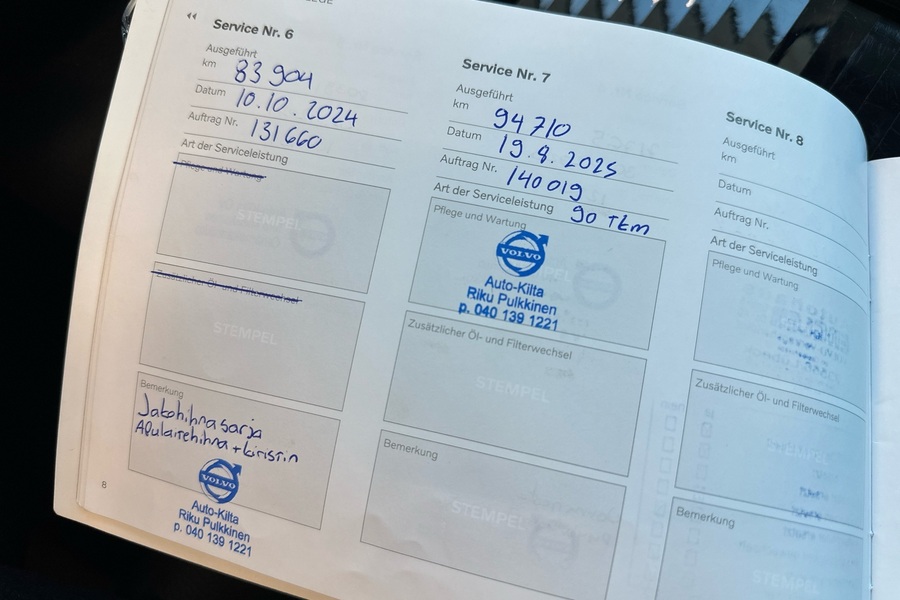 Service Nr. 6
Ausgeführt
km 83 904
Datum 10.10.2024
Auftrag Nr. 131660
Art der Serviceleistung
Pflege und Wartung
STEMPEL
Zusätzlicher Öl- und Filterwechsel
STEMPEL
Bemerkung
Jakohihnasarja
Apulaitehihna + kiristin
VOLVO
Auto-Kilta
Riku Pulkkinen
p. 040 139 1221
8
Service Nr. 7
Ausgeführt
km 94 710
Datum 19.8.2025
Auftrag Nr. 140019
Art der Serviceleistung 90 TKm
Pflege und Wartung
VOLVO
Auto-Kilta
Riku Pulkkinen
p. 040 139 1221
Zusätzlicher Öl- und Filterwechsel
STEMPEL
Bemerkung
STEMPEL
Service Nr. 8
Ausgeführt
km
Datum
Auftrag Nr.
Art der Serviceleistung
Pflege und Wartung
Zusätzlicher Öl- und Filterwechsel
Bemerkung
STEMPEL